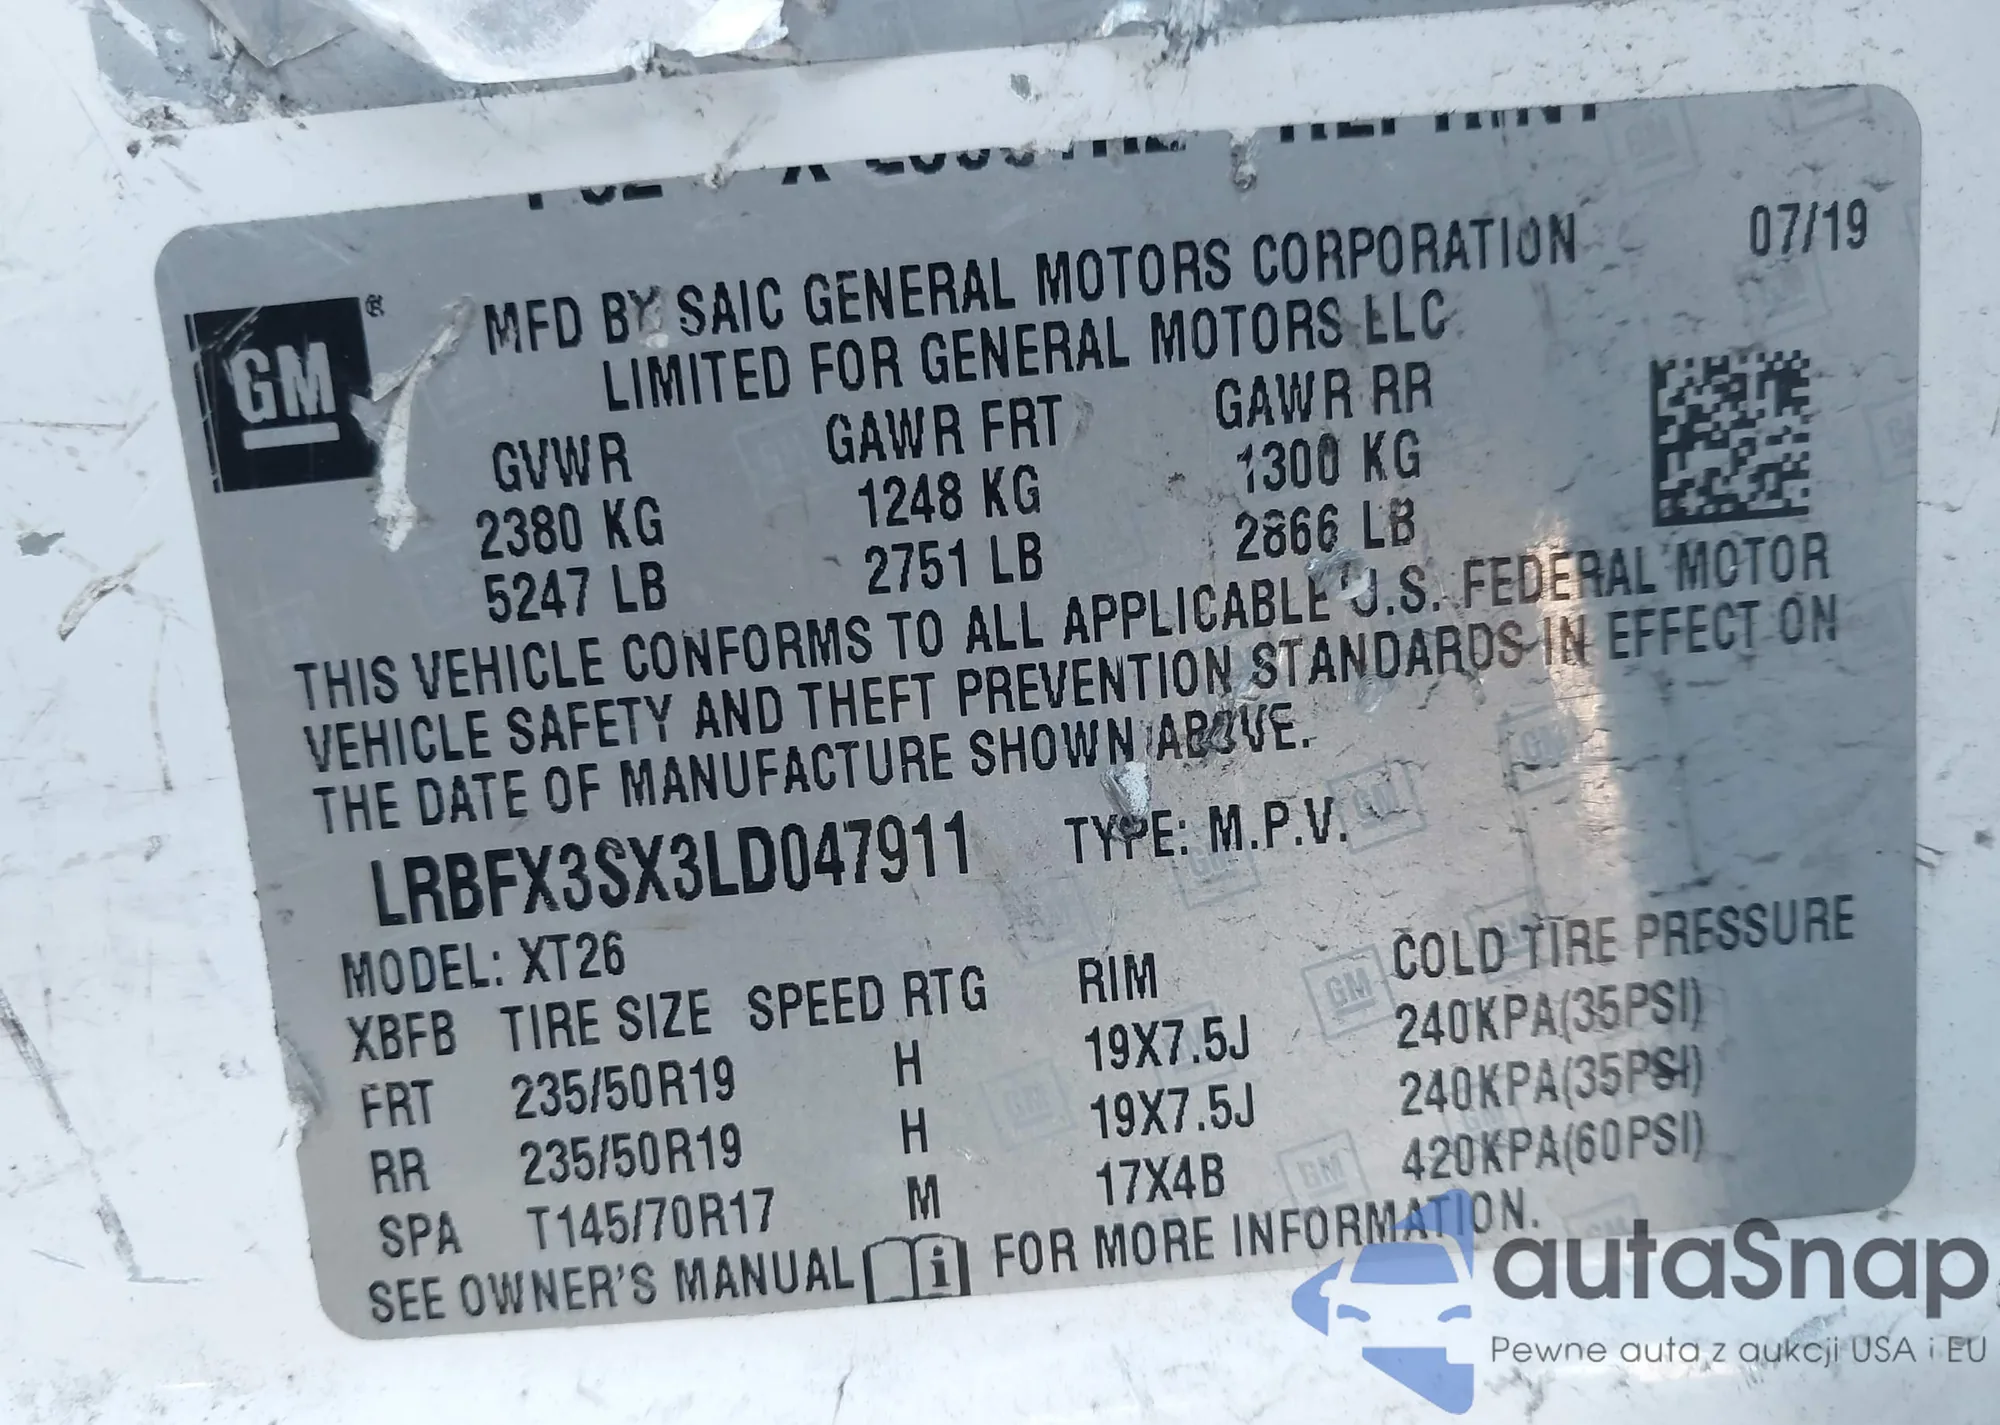 REPRINT
MFD BY SAIC GENERAL MOTORS CORPORATION 07/19
LIMITED FOR GENERAL MOTORS LLC
GM ®
GVWR GAWR FRT GAWR RR
2380 KG 1248 KG 1300 KG
5247 LB 2751 LB 2866 LB
THIS VEHICLE CONFORMS TO ALL APPLICABLE U.S. FEDERAL MOTOR
VEHICLE SAFETY AND THEFT PREVENTION STANDARDS IN EFFECT ON
THE DATE OF MANUFACTURE SHOWN ABOVE.
LRBFX3SX3LD047911 TYPE: M.P.V.
MODEL: XT26
XBFB TIRE SIZE SPEED RTG RIM COLD TIRE PRESSURE
FRT 235/50R19 H 19X7.5J 240KPA(35PSI)
RR 235/50R19 H 19X7.5J 240KPA(35PSI)
SPA T145/70R17 M 17X4B 420KPA(60PSI)
SEE OWNER'S MANUAL i FOR MORE INFORMATION.
autaSnap
Pewne auta z aukcji USA i EU